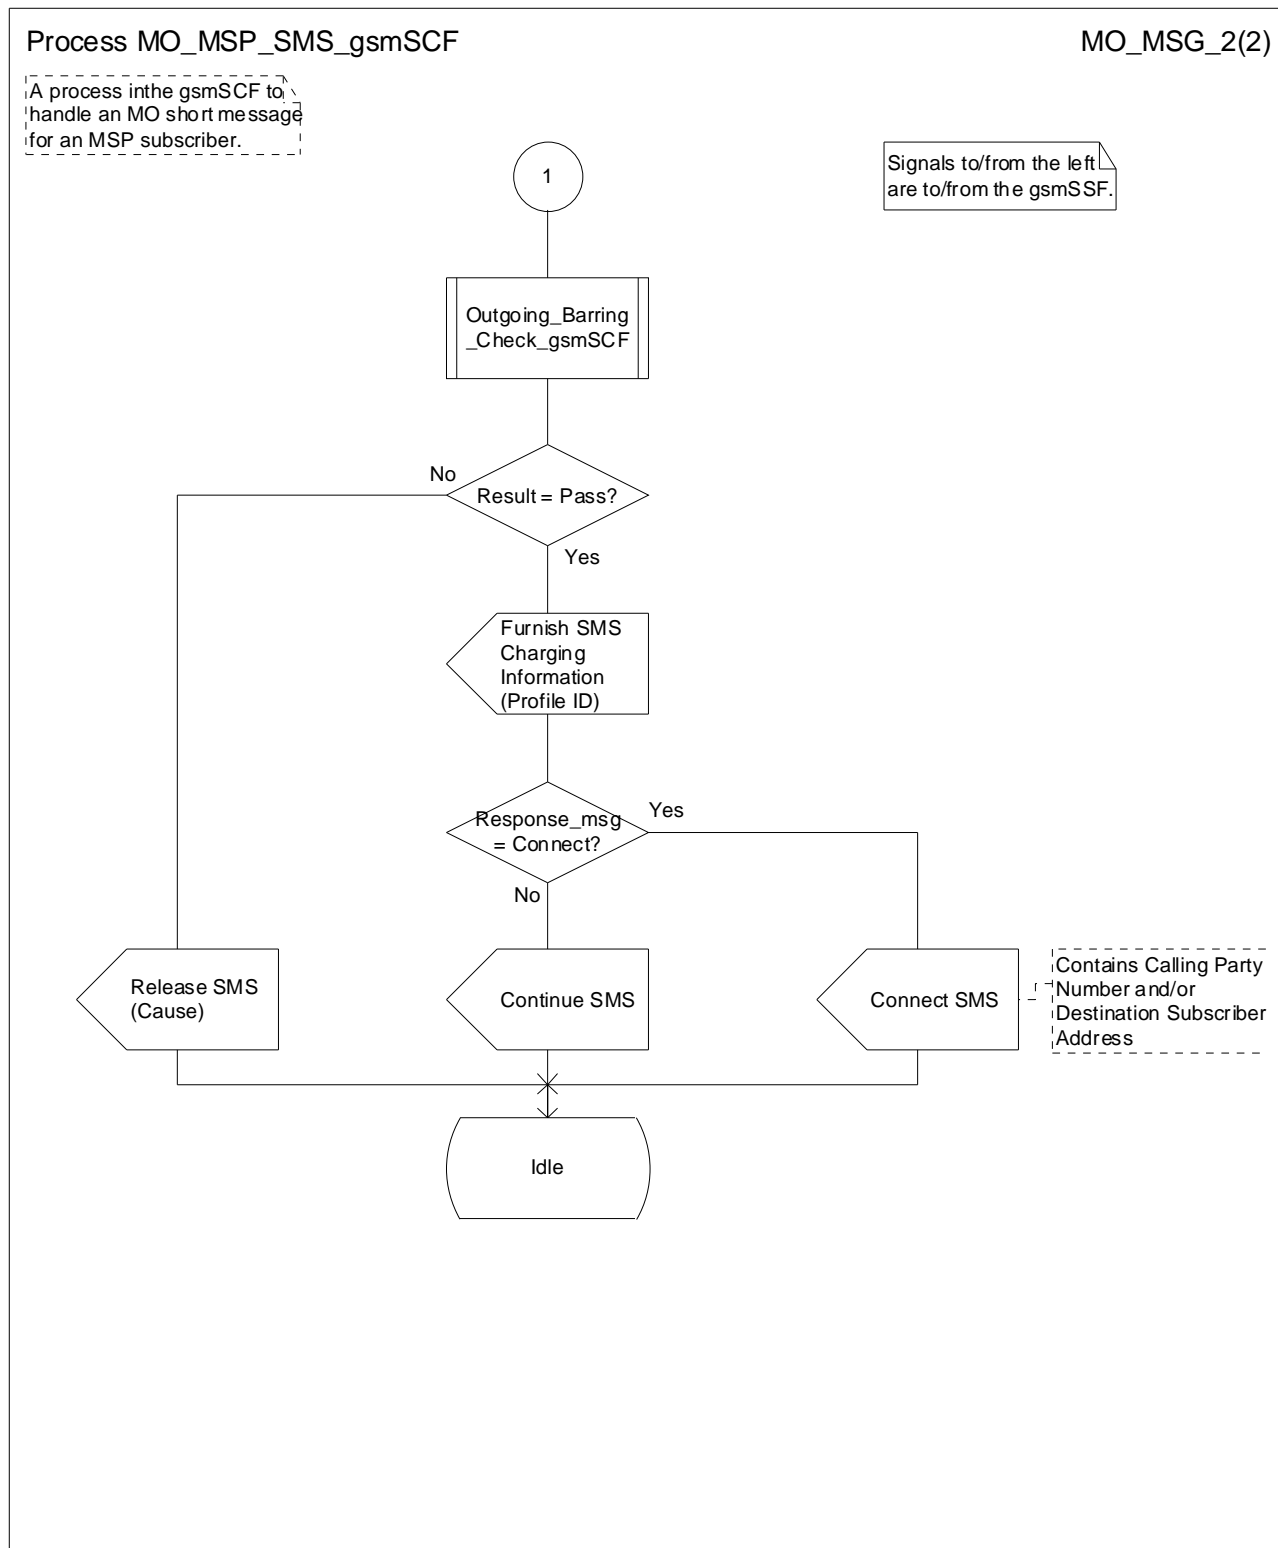 Process MO_MSP_SMS_gsmSCF
MO_MSG_2(2)
A process inthe gsmSCF to
handle an MO short message
for an MSP subscriber.
Signals to/from the left
are to/from the gsmSSF.
1
Outgoing_Barring
_Check_gsmSCF
No
Result = Pass?
Yes
Furnish SMS
Charging
Information
(Profile ID)
Response_msg
= Connect?
Yes
No
Release SMS
(Cause)
Continue SMS
Connect SMS
Contains Calling Party
Number and/or
Destination Subscriber
Address
Idle